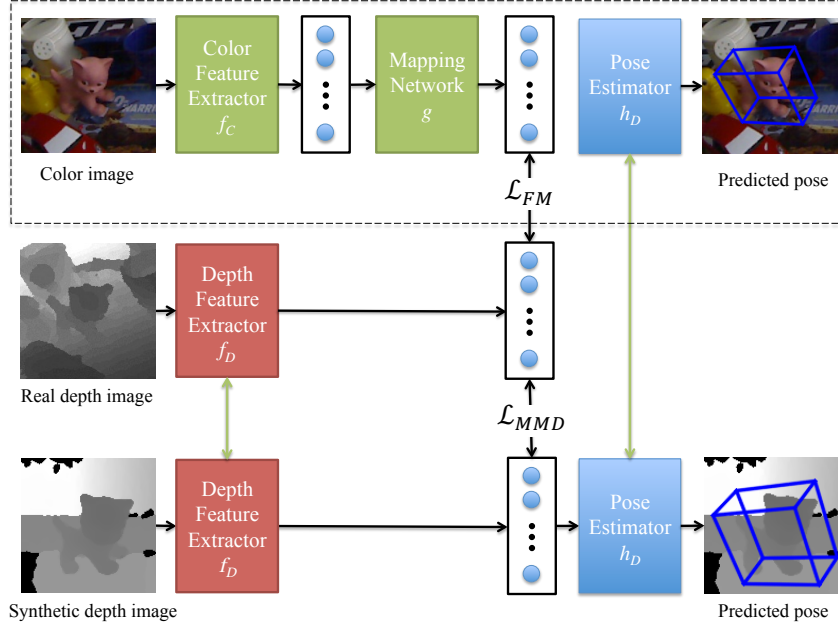 Color
Feature
Extractor
f_C
Mapping
Network
g
Pose
Estimator
h_D
Color image
Predicted pose
ℒ_FM
Depth
Feature
Extractor
f_D
Real depth image
ℒ_MMD
Depth
Feature
Extractor
f_D
Pose
Estimator
h_D
Synthetic depth image
Predicted pose